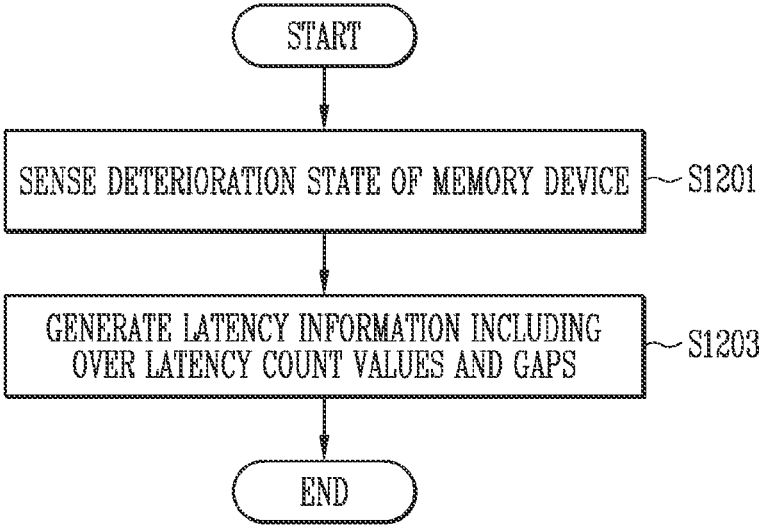 START
SENSE DETERIORATION STATE OF MEMORY DEVICE
S1201
GENERATE LATENCY INFORMATION INCLUDING
OVER LATENCY COUNT VALUES AND GAPS
S1203
END